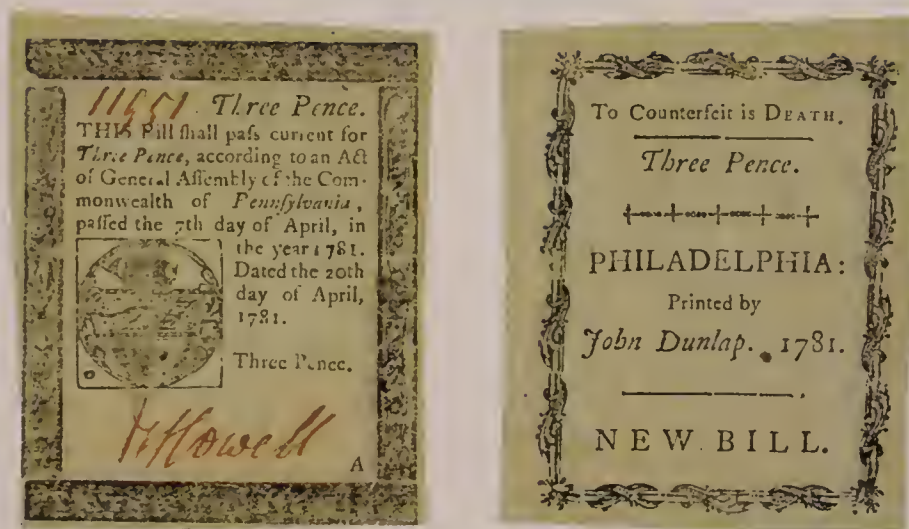 11551. Three Pence.
THIS Bill ſhall paſs current for
Three Pence, according to an Act
of General Aſſembly of the Com-
monwealth of Pennſylvania,
paſſed the 7th day of April, in
the year 1781.
Dated the 20th
day of April,
1781.
Three Pence.
Howell
A
To Counterfeit is DEATH.
Three Pence.
PHILADELPHIA:
Printed by
John Dunlap. 1781.
NEW BILL.